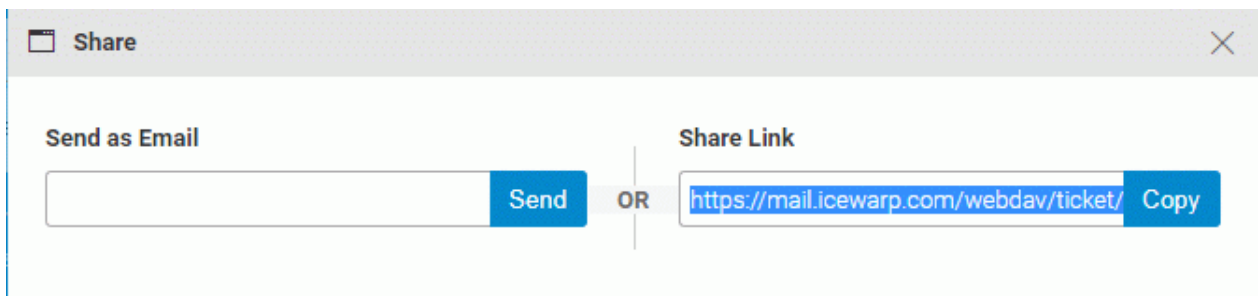 Share
Send as Email
Share Link
Send
OR
https://mail.icewarp.com/webdav/ticket/
Copy